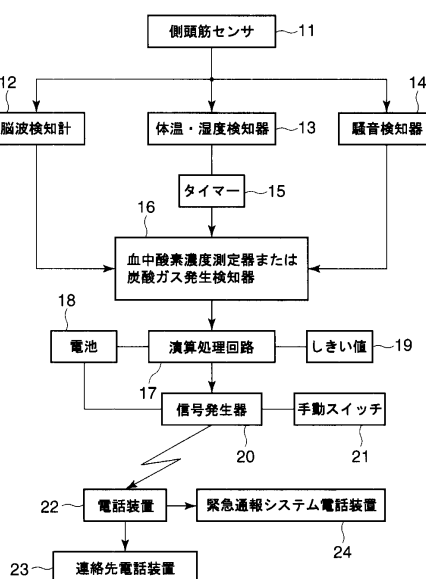 側頭筋センサ
11
12
14
脳波検知計
体温・湿度検知器
13
騒音検知器
タイマー
15
16
血中酸素濃度測定器または
炭酸ガス発生検知器
18
電池
演算処理回路
しきい値
19
17
信号発生器
手動スイッチ
20
21
22
電話装置
緊急通報システム電話装置
24
23
連絡先電話装置